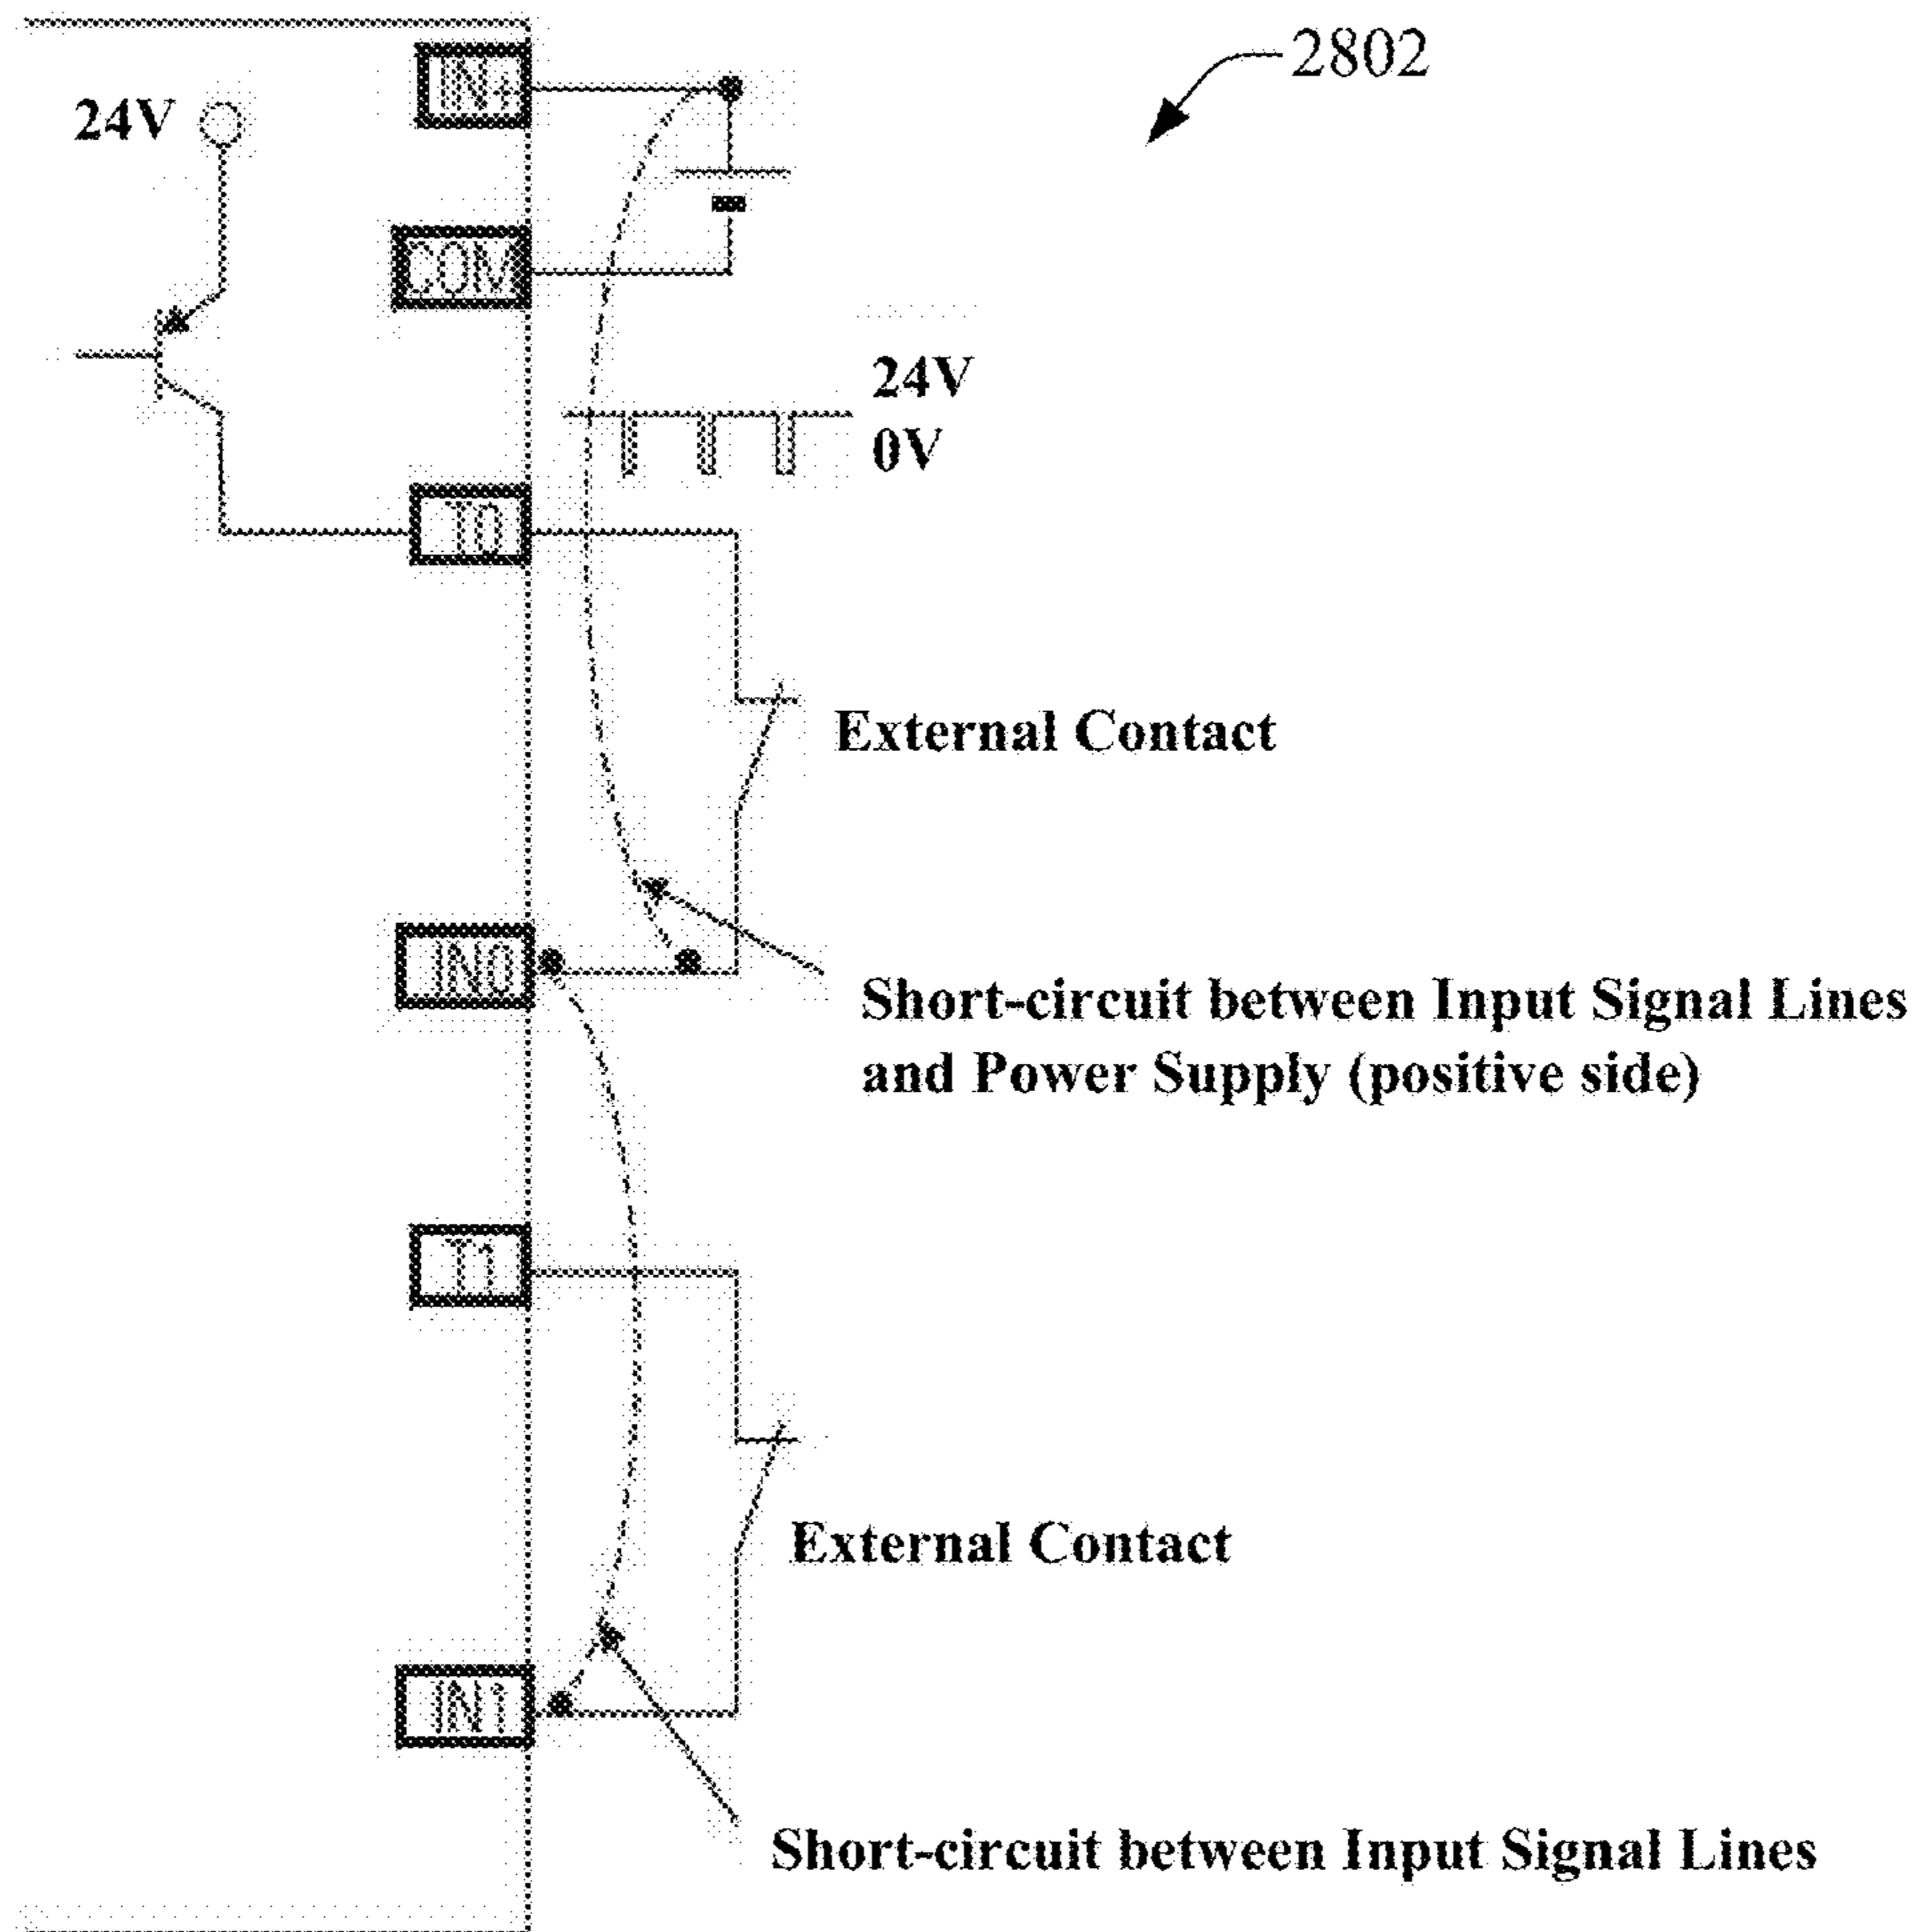 2802
IN+
24V
COM
24V
0V
T0
External Contact
IN0
Short-circuit between Input Signal Lines
and Power Supply (positive side)
T1
External Contact
IN1
Short-circuit between Input Signal Lines